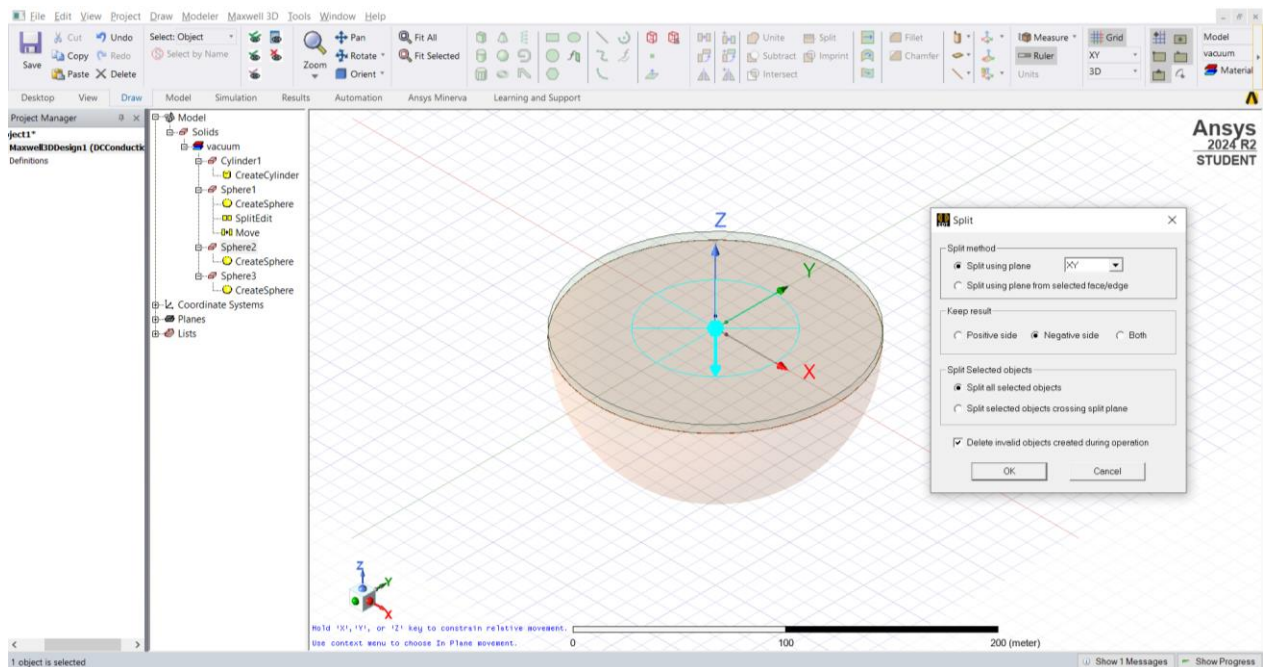 File Edit View Project Draw Modeler Maxwell 3D Tools Window Help
Save
Cut
Undo
Copy
Redo
Paste
Delete
Select: Object
Select by Name
Zoom
Pan
Rotate
Orient
Fit All
Fit Selected
Unite
Split
Subtract
Imprint
Intersect
Fillet
Chamfer
Measure
Ruler
Units
Grid
XY
3D
Model
vacuum
Material
Desktop View Draw Model Simulation Results Automation Ansys Minerva Learning and Support
Project Manager
ject1*
Maxwell3DDesign1 (DCConductic
Definitions
Model
Solids
vacuum
Cylinder1
CreateCylinder
Sphere1
CreateSphere
SplitEdit
Move
Sphere2
CreateSphere
Sphere3
CreateSphere
Coordinate Systems
Planes
Lists
Ansys
2024 R2
STUDENT
Z
Y
X
Split
Split method
Split using plane XY
Split using plane from selected face/edge
Keep result
Positive side Negative side Both
Split Selected objects
Split all selected objects
Split selected objects crossing split plane
Delete invalid objects created during operation
OK Cancel
Z
Y
X
Hold 'X','Y', or 'Z' key to constrain relative movement.
Use context menu to choose In Plane movement.
0 100 200 (meter)
1 object is selected
Show 1 Messages Show Progress